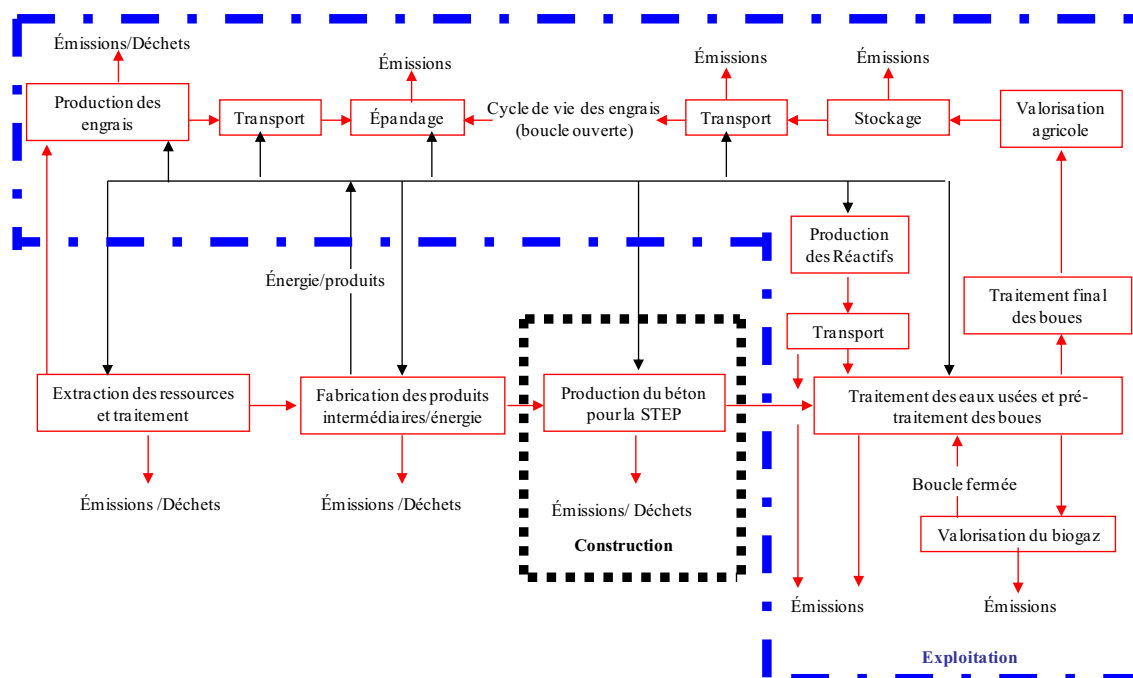 Émissions/Déchets
Émissions
Émissions
Émissions
Production des
engrais
Transport
Épandage
Cycle de vie des engrais
(boucle ouverte)
Transport
Stockage
Valorisation
agricole
Production
des Réactifs
Énergie/produits
Traitement final
des boues
Transport
Extraction des ressources
et traitement
Fabrication des produits
intermédiaires/énergie
Production du béton
pour la STEP
Traitement des eaux usées et pré-
traitement des boues
Boucle fermée
Émissions /Déchets
Émissions /Déchets
Émissions/ Déchets
Construction
Valorisation du biogaz
Émissions
Émissions
Exploitation